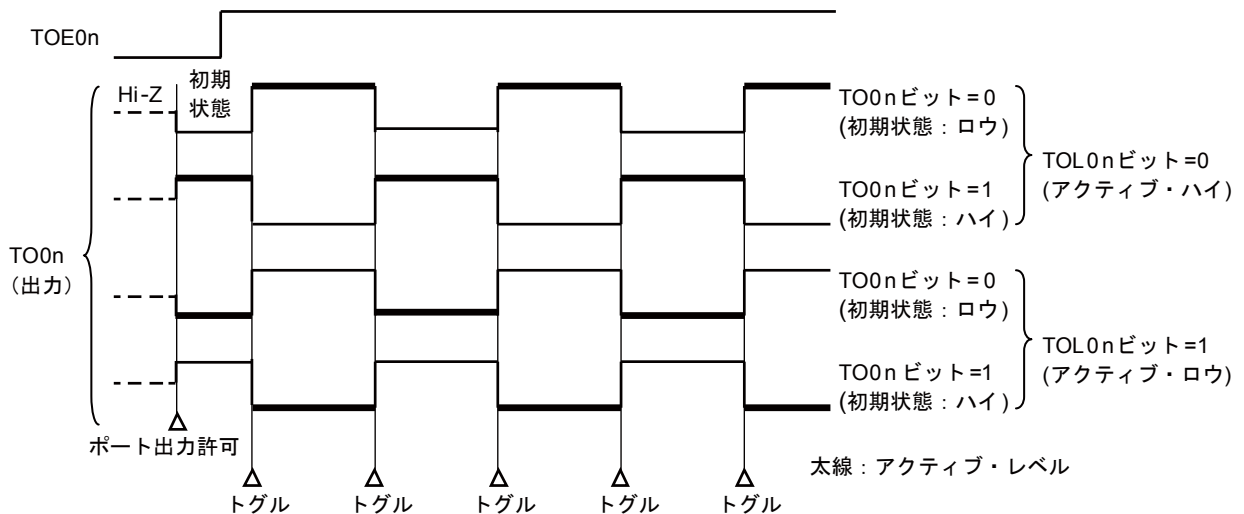 TOE0n
Hi-Z
初期
状態
TO0n
(出力)
TO0nビット=0
(初期状態：ロウ)
TO0nビット=1
(初期状態：ハイ)
TOL0nビット=0
(アクティブ・ハイ)
TO0nビット=0
(初期状態：ロウ)
TO0nビット=1
(初期状態：ハイ)
TOL0nビット=1
(アクティブ・ロウ)
ポート出力許可
太線：アクティブ・レベル
トグル トグル トグル トグル トグル